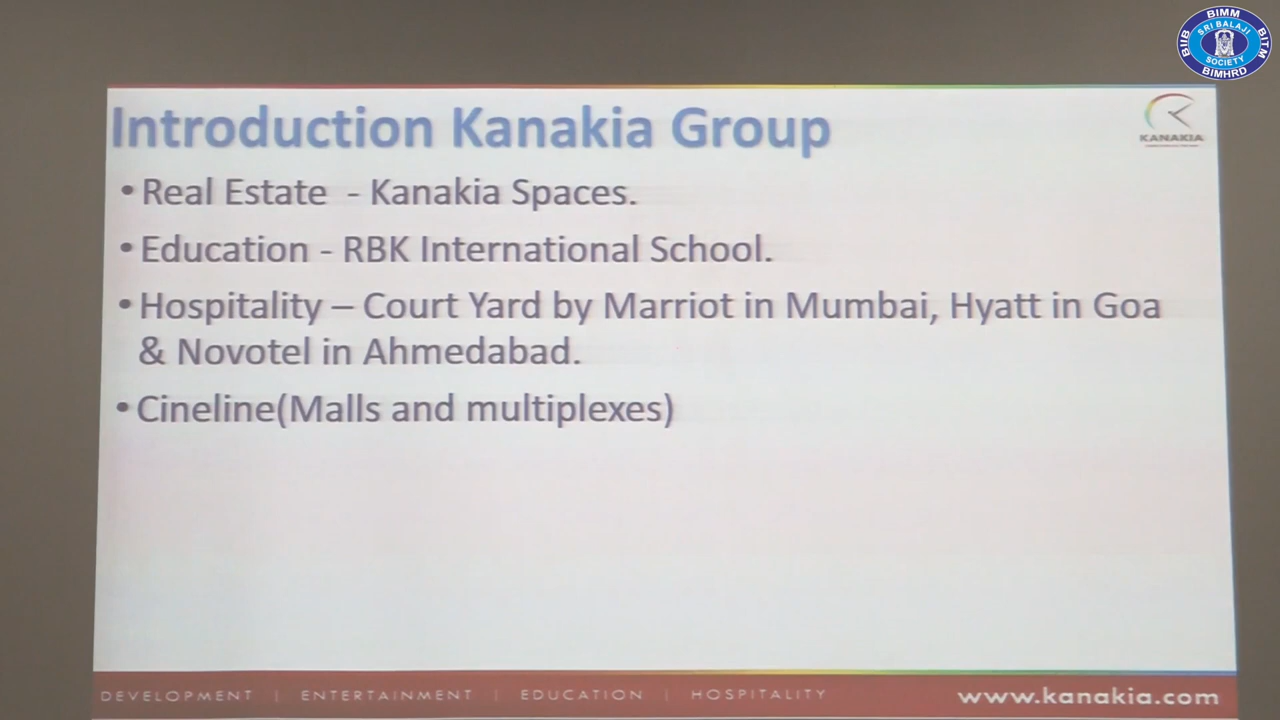 BIMM
BIIB
SRI BALAJI
SOCIETY
BITM
BIMHRD
Introduction Kanakia Group
KANAKIA
• Real Estate - Kanakia Spaces.
• Education - RBK International School.
• Hospitality – Court Yard by Marriot in Mumbai, Hyatt in Goa
& Novotel in Ahmedabad.
• Cineline(Malls and multiplexes)
DEVELOPMENT | ENTERTAINMENT | EDUCATION | HOSPITALITY
www.kanakia.com